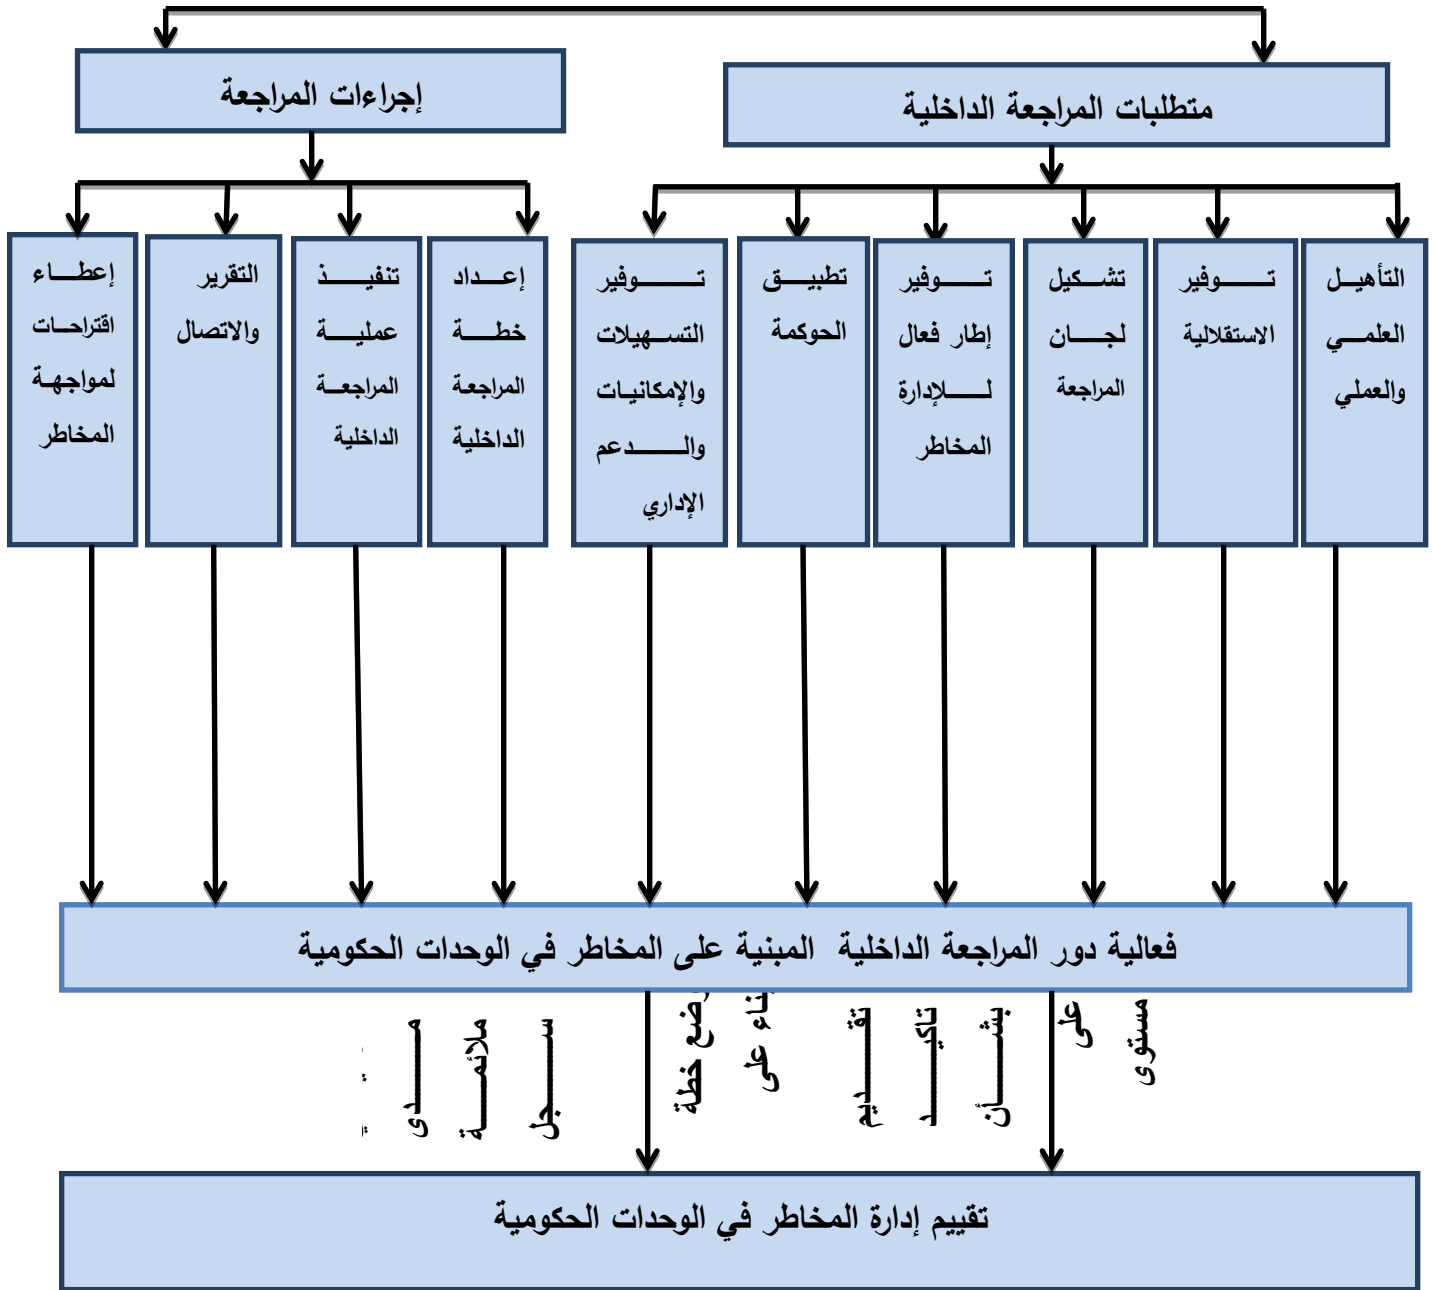 متطلبات المراجعة الداخلية
إجراءات المراجعة
التأهيل
العلمي
والعملي
توفير
الاستقلالية
تشكيل
لجان
المراجعة
توفير
إطار فعال
للإدارة
المخاطر
تطبيق
الحوكمة
توفير
التسهيلات
والإمكانيات
والدعم
الإداري
إعداد
خطة
المراجعة
الداخلية
تنفيذ
عملية
المراجعة
الداخلية
التقرير
والاتصال
إعطاء
اقتراحات
لمواجهة
المخاطر
فعالية دور المراجعة الداخلية المبنية على المخاطر في الوحدات الحكومية
تقديم
تاكيد
بشأن
على
مستوى
خطة
على
مدى
ملائمة
سجل
تقييم إدارة المخاطر في الوحدات الحكومية